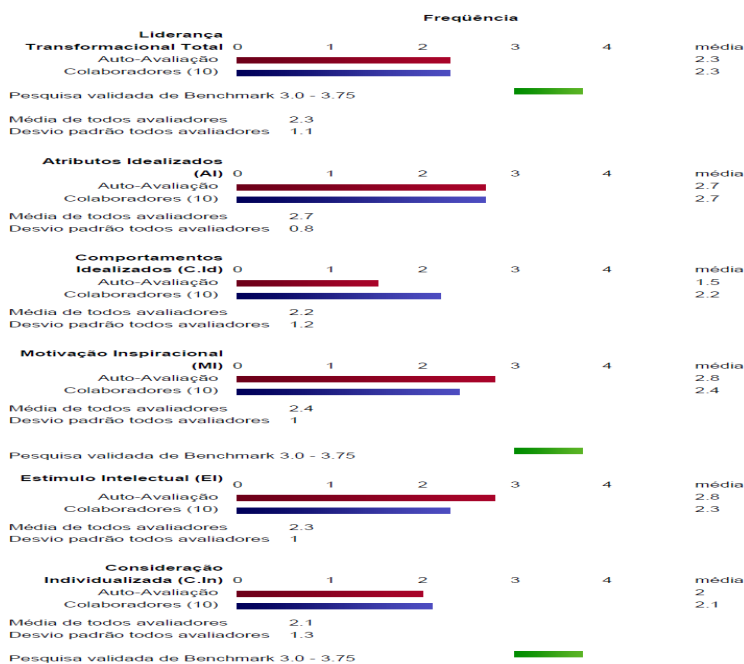 Freqüência
Liderança
Transformacional Total 0 1 2 3 4 média
Auto-Avaliação 2.3
Colaboradores (10) 2.3
Pesquisa validada de Benchmark 3.0 - 3.75
Média de todos avaliadores 2.3
Desvio padrão todos avaliadores 1.1
Atributos Idealizados
(AI) 0 1 2 3 4 média
Auto-Avaliação 2.7
Colaboradores (10) 2.7
Média de todos avaliadores 2.7
Desvio padrão todos avaliadores 0.8
Comportamentos
Idealizados (C.Id) 0 1 2 3 4 média
Auto-Avaliação 1.5
Colaboradores (10) 2.2
Média de todos avaliadores 2.2
Desvio padrão todos avaliadores 1.2
Motivação Inspiracional
(MI) 0 1 2 3 4 média
Auto-Avaliação 2.8
Colaboradores (10) 2.4
Média de todos avaliadores 2.4
Desvio padrão todos avaliadores 1
Pesquisa validada de Benchmark 3.0 - 3.75
Estímulo Intelectual (EI) 0 1 2 3 4 média
Auto-Avaliação 2.8
Colaboradores (10) 2.3
Média de todos avaliadores 2.3
Desvio padrão todos avaliadores 1
Consideração
Individualizada (C.In) 0 1 2 3 4 média
Auto-Avaliação 2
Colaboradores (10) 2.1
Média de todos avaliadores 2.1
Desvio padrão todos avaliadores 1.3
Pesquisa validada de Benchmark 3.0 - 3.75